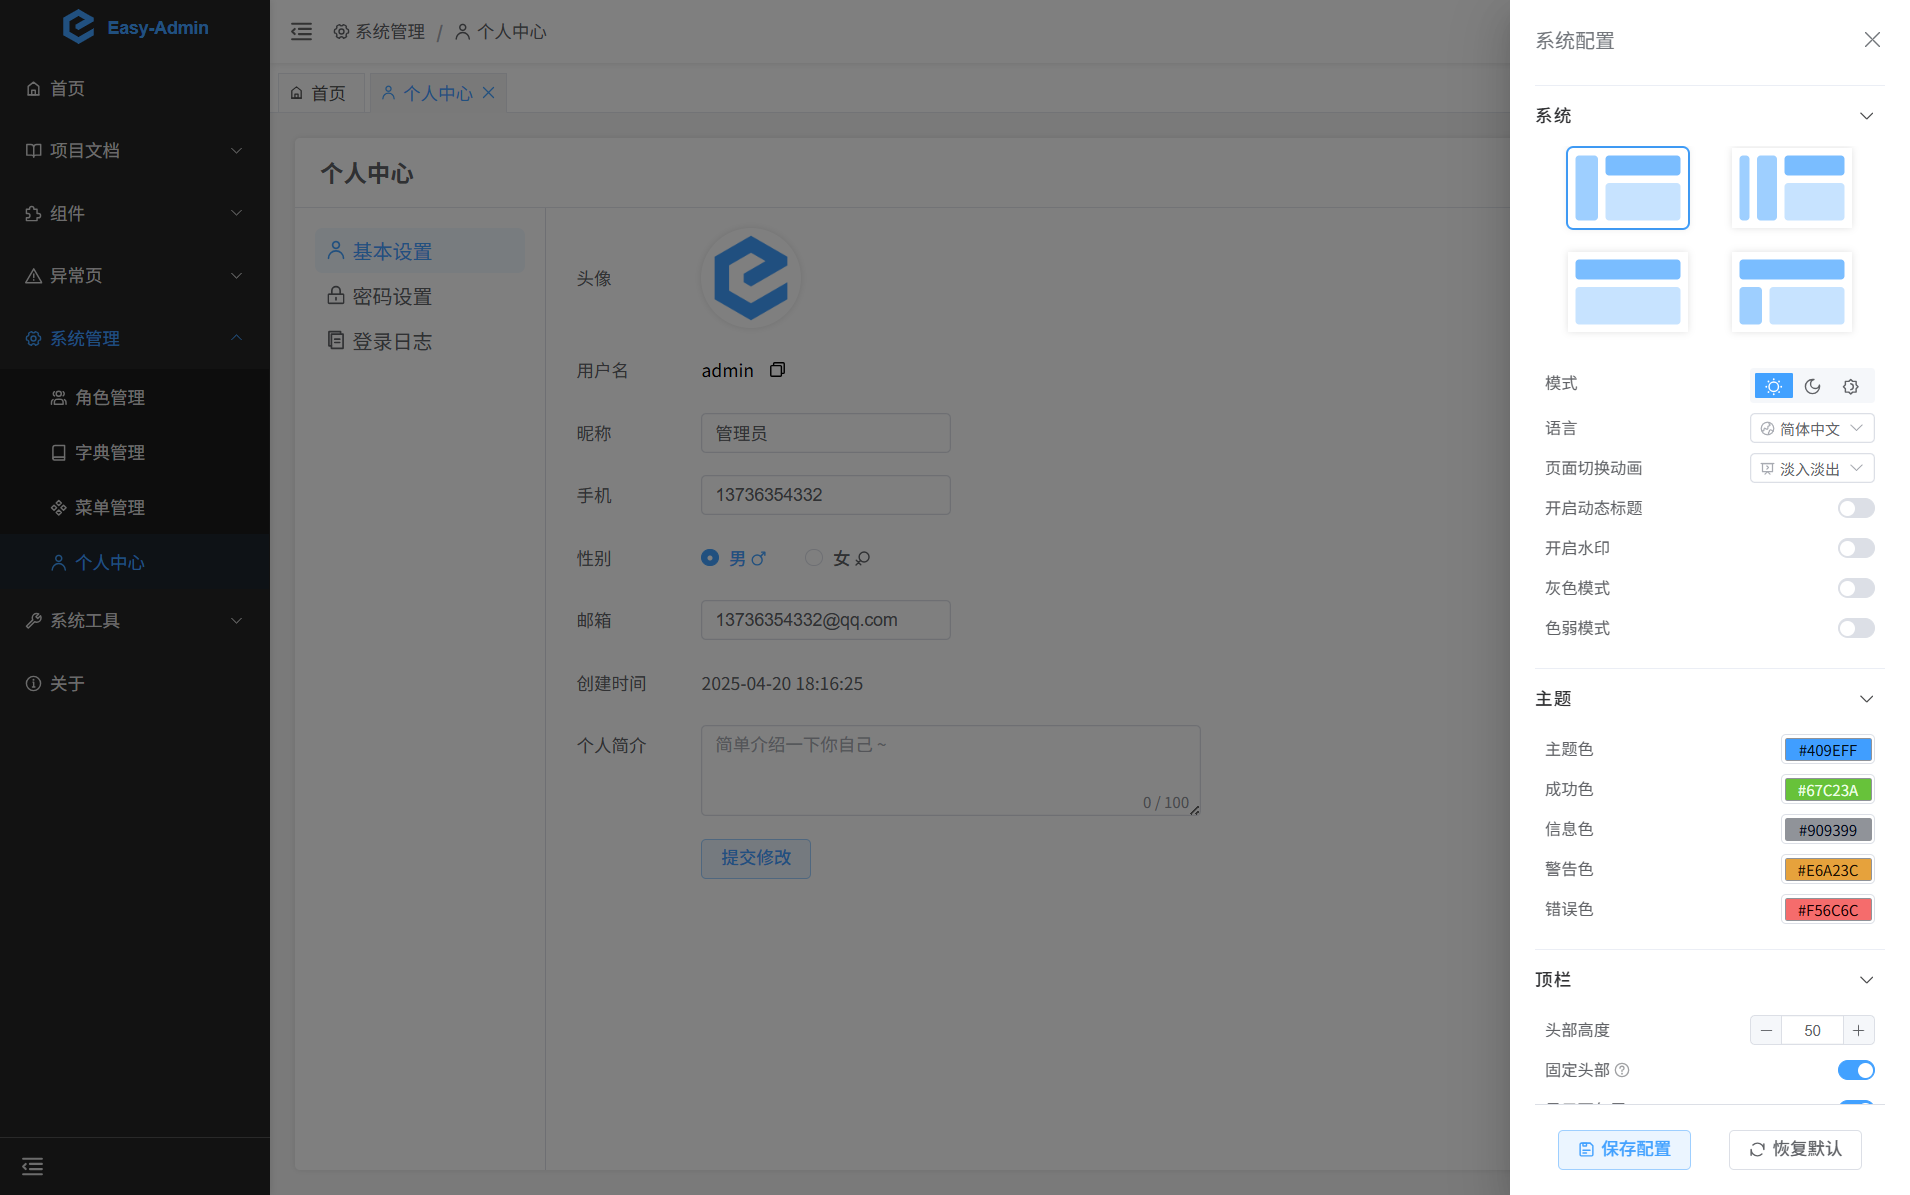 Easy-Admin
首页
项目文档
组件
异常页
系统管理
角色管理
字典管理
菜单管理
个人中心
系统工具
关于
系统管理 / 个人中心
首页
个人中心
个人中心
基本设置
密码设置
登录日志
头像
用户名 admin
昵称 管理员
手机 13736354332
性别 男 女
邮箱 13736354332@qq.com
创建时间 2025-04-20 18:16:25
个人简介 简单介绍一下你自己 ~
0 / 100
提交修改
系统配置
系统
模式
语言 简体中文
页面切换动画 淡入淡出
开启动态标题
开启水印
灰色模式
色弱模式
主题
主题色 #409EFF
成功色 #67C23A
信息色 #909399
警告色 #E6A23C
错误色 #F56C6C
顶栏
头部高度 50
固定头部
保存配置 恢复默认